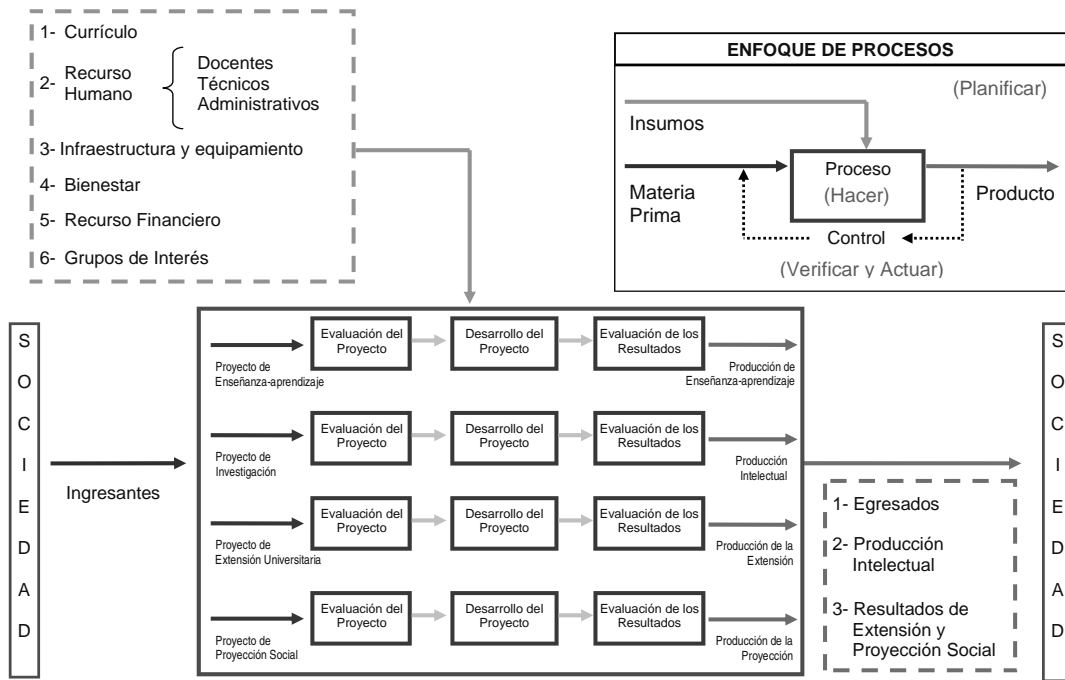 1- Currículo
2- Recurso
Humano
Docentes
Técnicos
Administrativos
3- Infraestructura y equipamiento
4- Bienestar
5- Recurso Financiero
6- Grupos de Interés
ENFOQUE DE PROCESOS
(Planificar)
Insumos
Materia
Prima
Proceso
(Hacer)
Producto
Control
(Verificar y Actuar)
S
O
C
I
E
D
A
D
Ingresantes
Proyecto de
Enseñanza-aprendizaje
Evaluación del
Proyecto
Desarrollo del
Proyecto
Evaluación de los
Resultados
Producción de
Enseñanza-aprendizaje
Proyecto de
Investigación
Evaluación del
Proyecto
Desarrollo del
Proyecto
Evaluación de los
Resultados
Producción
Intelectual
Proyecto de
Extensión Universitaria
Evaluación del
Proyecto
Desarrollo del
Proyecto
Evaluación de los
Resultados
Producción de la
Extensión
Proyecto de
Proyección Social
Evaluación del
Proyecto
Desarrollo del
Proyecto
Evaluación de los
Resultados
Producción de la
Proyección
1- Egresados
2- Producción
Intelectual
3- Resultados de
Extensión y
Proyección Social
S
O
C
I
E
D
A
D